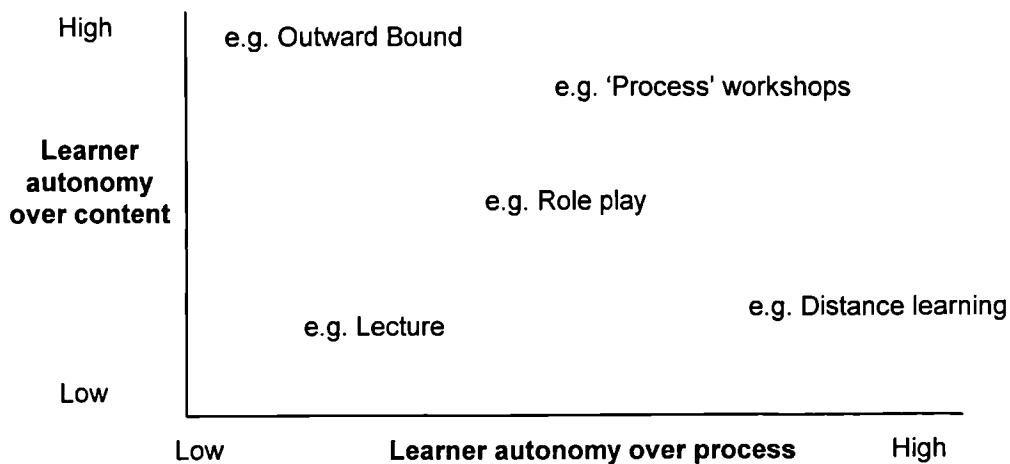 High
e.g. Outward Bound
e.g. ‘Process’ workshops
Learner
autonomy
over content
e.g. Role play
e.g. Distance learning
e.g. Lecture
Low
Low
Learner autonomy over process
High